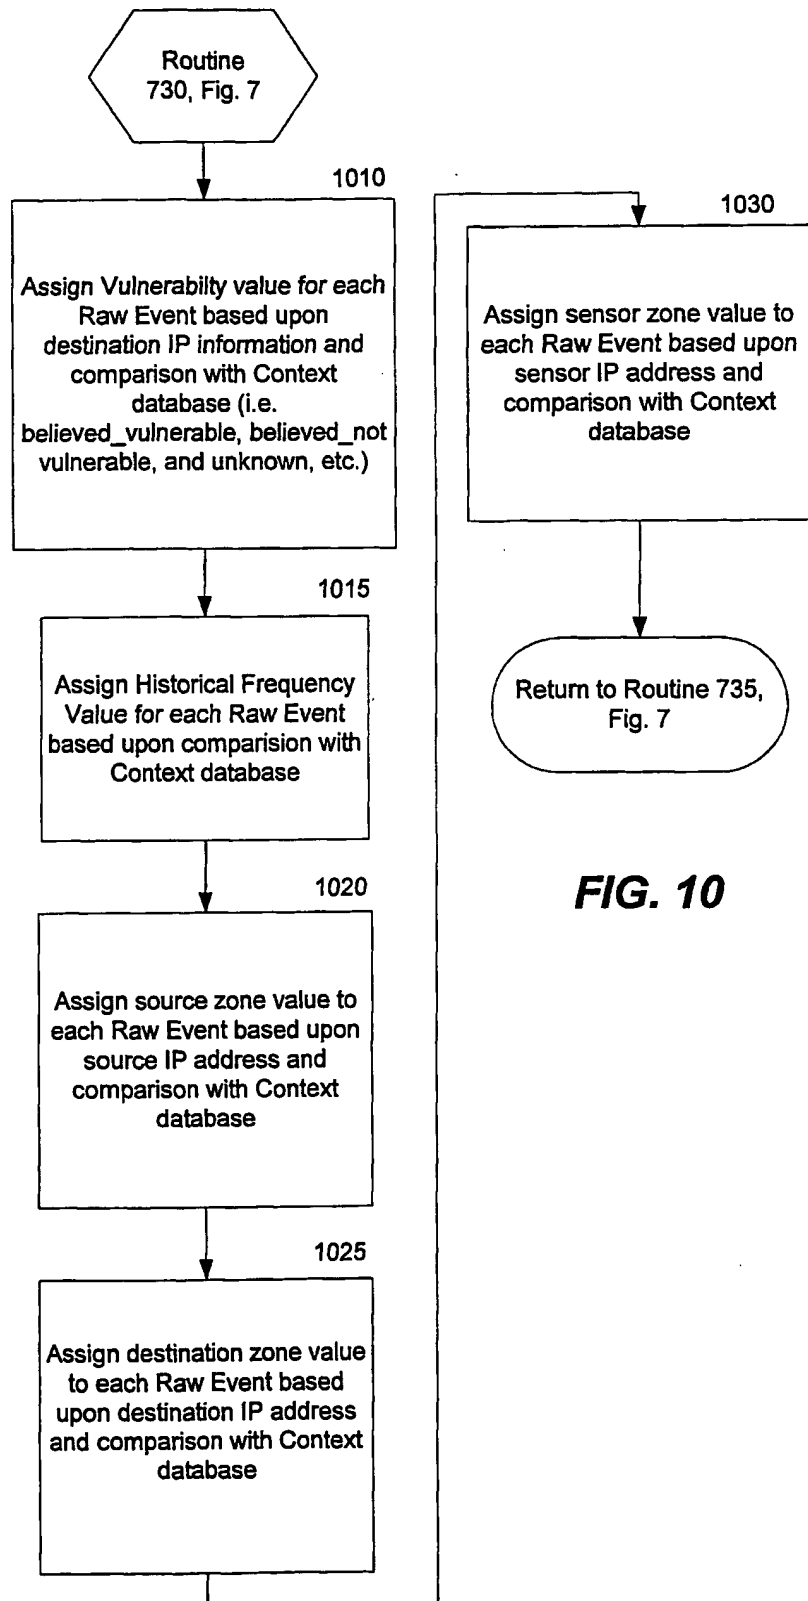 Routine
730, Fig. 7
1010
Assign Vulnerabilty value for each
Raw Event based upon
destination IP information and
comparison with Context
database (i.e.
believed_vulnerable, believed_not
vulnerable, and unknown, etc.)
1015
Assign Historical Frequency
Value for each Raw Event
based upon comparision with
Context database
1020
Assign source zone value to
each Raw Event based upon
source IP address and
comparison with Context
database
1025
Assign destination zone value
to each Raw Event based
upon destination IP address
and comparison with Context
database
1030
Assign sensor zone value to
each Raw Event based upon
sensor IP address and
comparison with Context
database
Return to Routine 735,
Fig. 7
FIG. 10